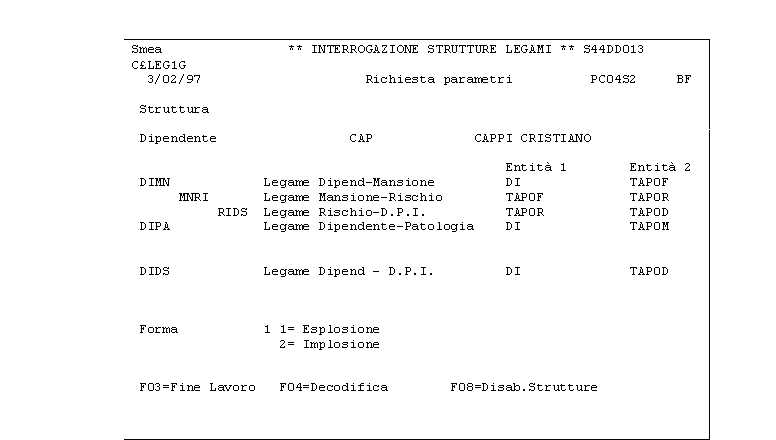 Smea ** INTERROGAZIONE STRUTTURE LEGAMI ** S44DD013
C£LEG1G
3/02/97 Richiesta parametri PC04S2 BF
Struttura
Dipendente CAP CAPPI CRISTIANO
Entità 1 Entità 2
DIMN Legame Dipend-Mansione DI TAPOF
MNRI Legame Mansione-Rischio TAPOF TAPOR
RIDS Legame Rischio-D.P.I. TAPOR TAPOD
DIPA Legame Dipendente-Patologia DI TAPOM
DIDS Legame Dipend - D.P.I. DI TAPOD
Forma 1 1= Esplosione
2= Implosione
F03=Fine Lavoro F04=Decodifica F08=Disab.Strutture